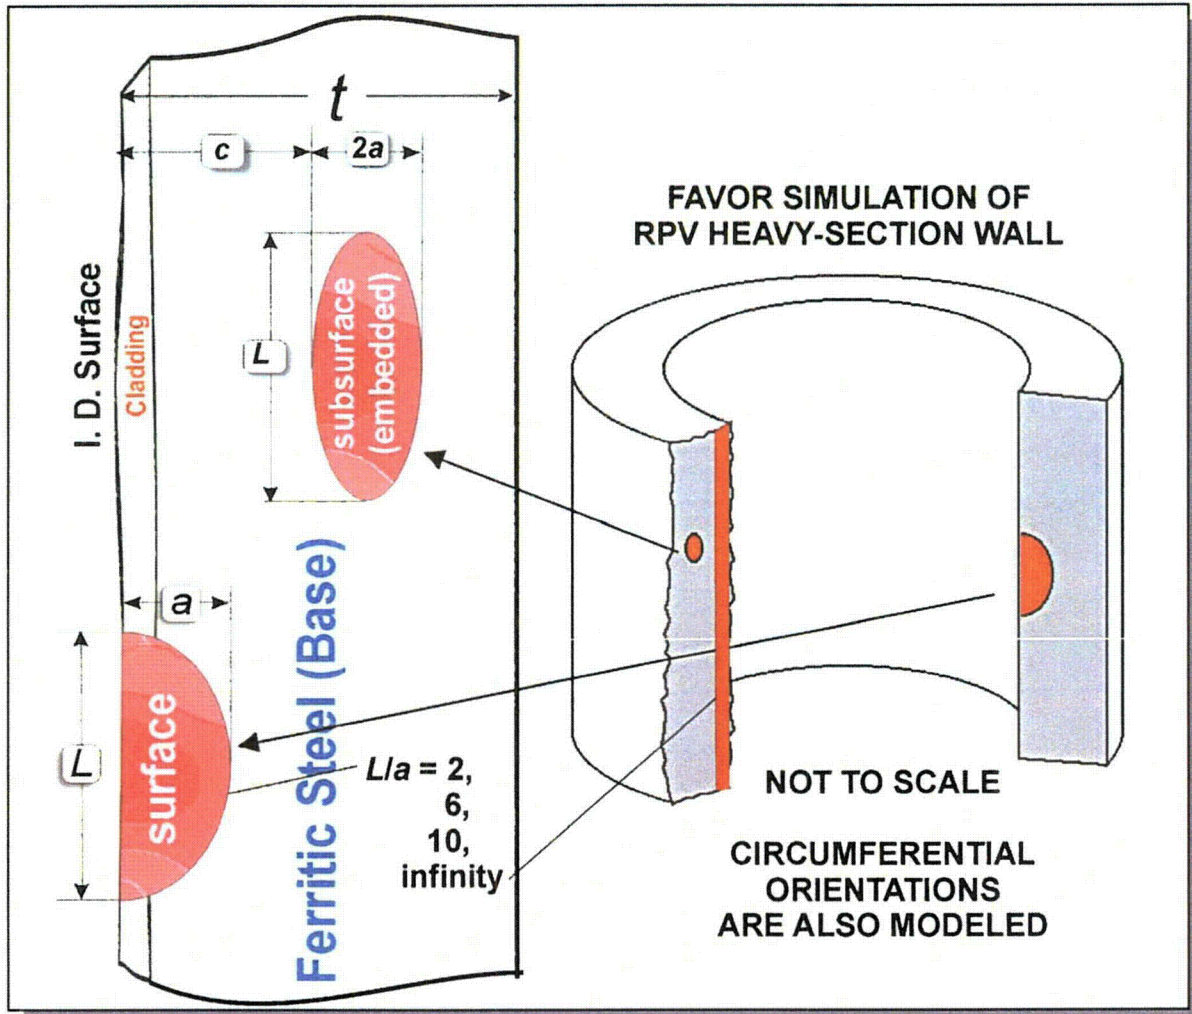 t
c
2a
FAVOR SIMULATION OF
RPV HEAVY-SECTION WALL
I. D. Surface
Cladding
L
subsurface
(embedded)
a
L
surface
Ferritic Steel (Base)
L/a = 2,
6,
10,
infinity
NOT TO SCALE
CIRCUMFERENTIAL
ORIENTATIONS
ARE ALSO MODELED